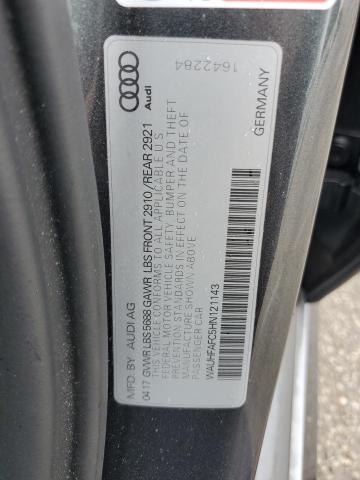 1642284
Audi
GERMANY
MFD. BY AUDI AG
04 17 GVWR LBS 5688 GAWR LBS FRONT 2910 / REAR 2921
THIS VEHICLE CONFORMS TO ALL APPLICABLE U S
FEDERAL MOTOR VEHICLE SAFETY, BUMPER AND THEFT
PREVENTION STANDARDS IN EFFECT ON THE DATE OF
MANUFACTURE SHOWN ABOVE.
PASSENGER CAR
WAUHFAFC5HN121143